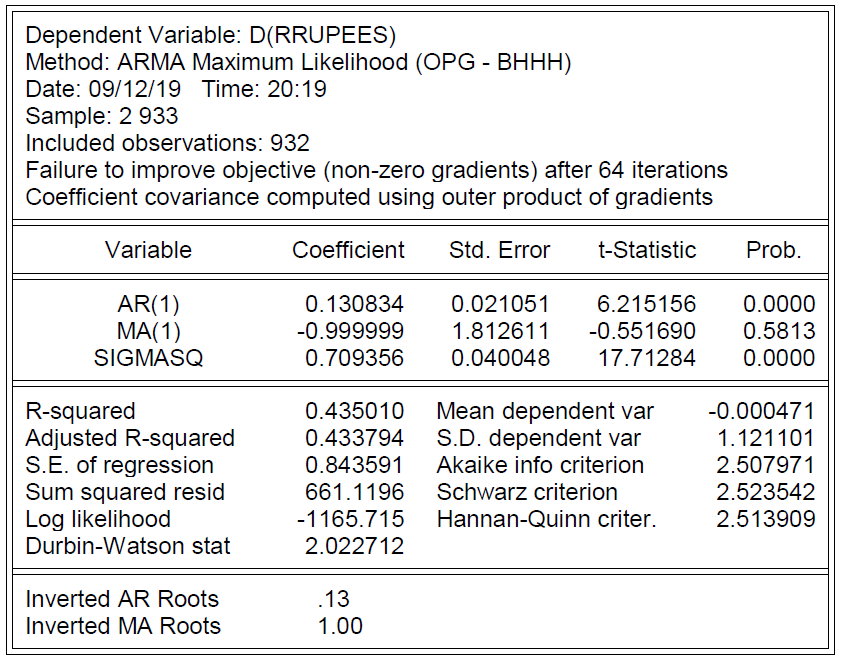 Dependent Variable: D(RRUPEES)
Method: ARMA Maximum Likelihood (OPG - BHHH)
Date: 09/12/19 Time: 20:19
Sample: 2 933
Included observations: 932
Failure to improve objective (non-zero gradients) after 64 iterations
Coefficient covariance computed using outer product of gradients
Variable Coefficient Std. Error t-Statistic Prob.
AR(1) 0.130834 0.021051 6.215156 0.0000
MA(1) -0.999999 1.812611 -0.551690 0.5813
SIGMASQ 0.709356 0.040048 17.71284 0.0000
R-squared 0.435010 Mean dependent var -0.000471
Adjusted R-squared 0.433794 S.D. dependent var 1.121101
S.E. of regression 0.843591 Akaike info criterion 2.507971
Sum squared resid 661.1196 Schwarz criterion 2.523542
Log likelihood -1165.715 Hannan-Quinn criter. 2.513909
Durbin-Watson stat 2.022712
Inverted AR Roots .13
Inverted MA Roots 1.00